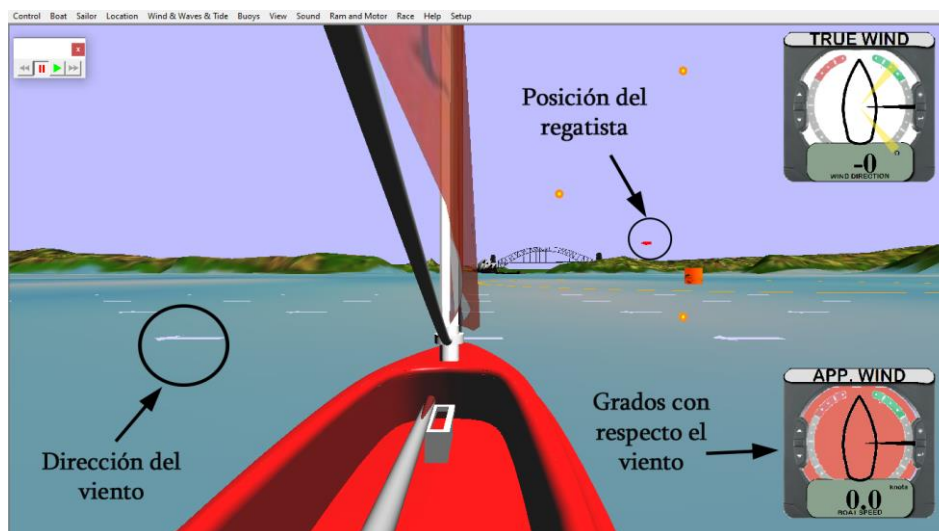 Control Boat Sailor Location Wind & Waves & Tide Buoys View Sound Ram and Motor Race Help Setup
x
TRUE WIND
-0
o
WIND DIRECTION
Posición del
regatista
Dirección del
viento
Grados con
respecto el
viento
APP. WIND
knots
0.0
BOAT SPEED